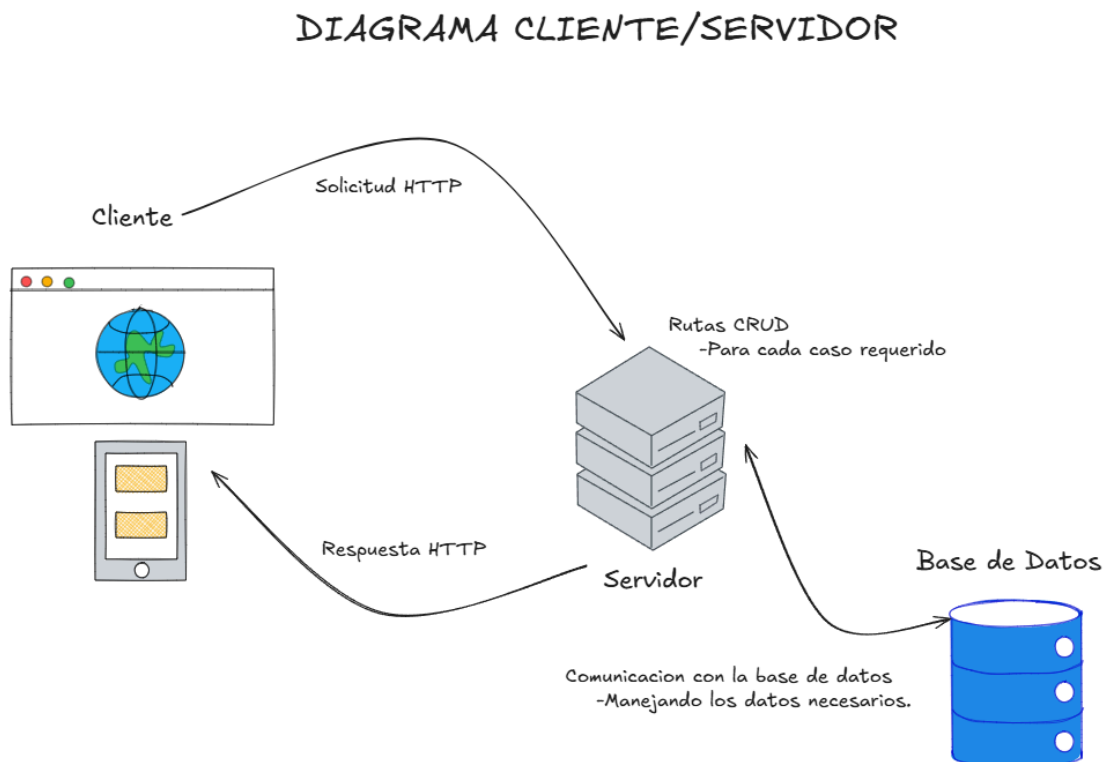 DIAGRAMA CLIENTE/SERVIDOR
Solicitud HTTP
Cliente
Rutas CRUD
-Para cada caso requerido
Respuesta HTTP
Servidor
Base de Datos
Comunicacion con la base de datos
-Manejando los datos necesarios.